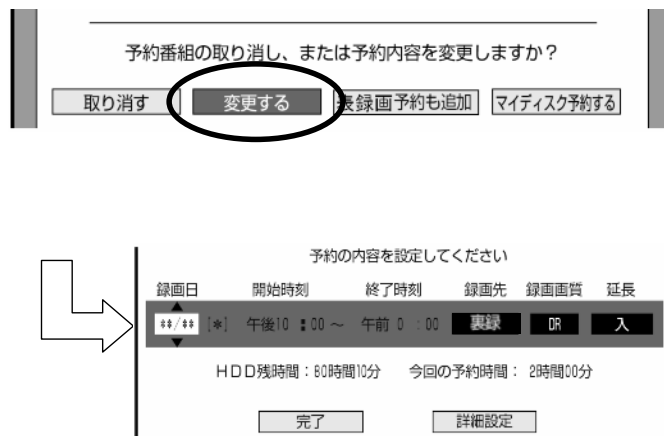 予約番組の取り消し、または予約内容を変更しますか？
取り消す 変更する 表録画予約も追加 マイディスク予約する
予約の内容を設定してください
録画日 開始時刻 終了時刻 録画先 録画画質 延長
**/** [*] 午後10:00～ 午前 0:00 裏録 DR 入
HDD残時間：80時間10分 今回の予約時間： 2時間00分
完了 詳細設定